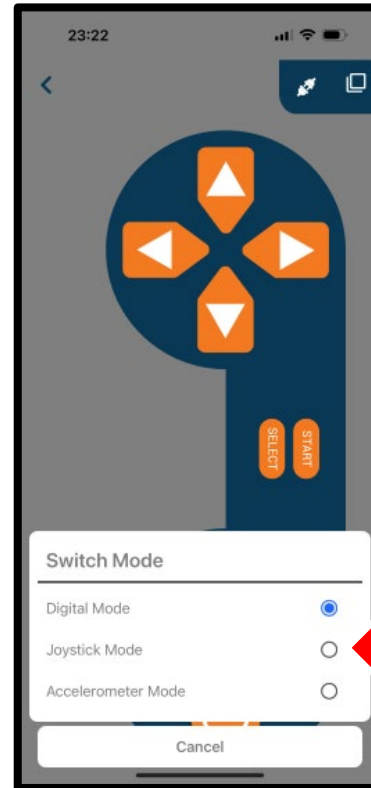 23:22
SELECT
START
Switch Mode
Digital Mode
Joystick Mode
Accelerometer Mode
Cancel